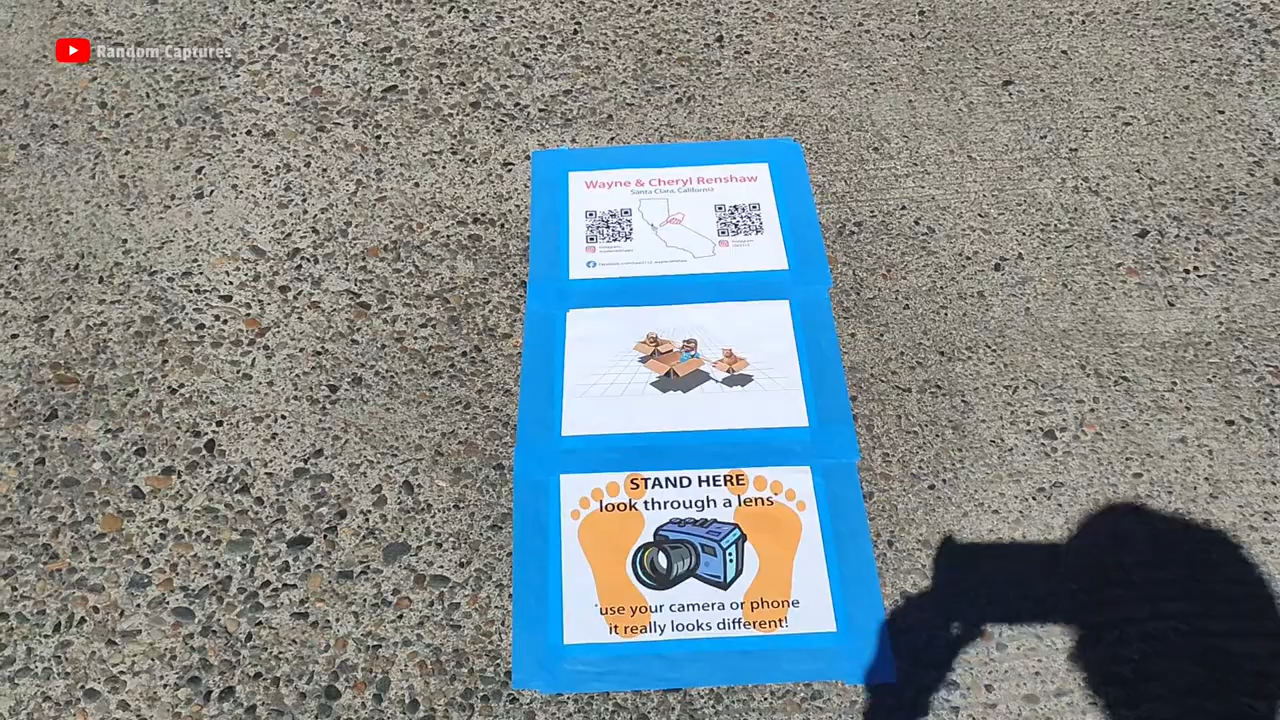 Random Captures
Wayne & Cheryl Renshaw
Santa Clara, California
STAND HERE
look through a lens*
*use your camera or phone
it really looks different!